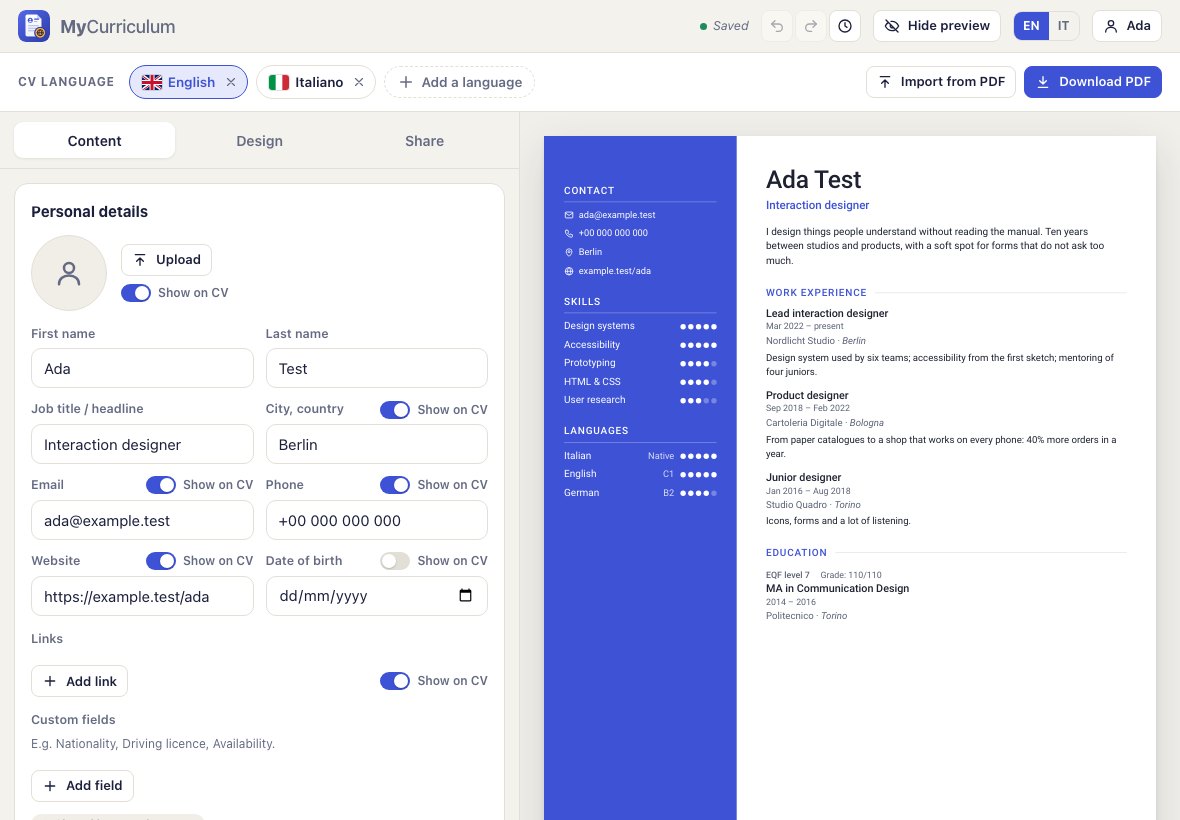 MyCurriculum
Saved
Hide preview
EN IT
Ada
CV LANGUAGE
English
Italiano
Add a language
Import from PDF
Download PDF
Content
Design
Share
Personal details
Upload
Show on CV
First name
Last name
Ada
Test
Job title / headline
City, country
Show on CV
Interaction designer
Berlin
Email
Show on CV
Phone
Show on CV
ada@example.test
+00 000 000 000
Website
Show on CV
Date of birth
Show on CV
https://example.test/ada
dd/mm/yyyy
Links
Add link
Show on CV
Custom fields
E.g. Nationality, Driving licence, Availability.
Add field
CONTACT
ada@example.test
+00 000 000 000
Berlin
example.test/ada
SKILLS
Design systems
Accessibility
Prototyping
HTML & CSS
User research
LANGUAGES
Italian Native
English C1
German B2
Ada Test
Interaction designer
I design things people understand without reading the manual. Ten years
between studios and products, with a soft spot for forms that do not ask too
much.
WORK EXPERIENCE
Lead interaction designer
Mar 2022 – present
Nordlicht Studio · Berlin
Design system used by six teams; accessibility from the first sketch; mentoring of
four juniors.
Product designer
Sep 2018 – Feb 2022
Cartoleria Digitale · Bologna
From paper catalogues to a shop that works on every phone: 40% more orders in a
year.
Junior designer
Jan 2016 – Aug 2018
Studio Quadro · Torino
Icons, forms and a lot of listening.
EDUCATION
EQF level 7 Grade: 110/110
MA in Communication Design
2014 – 2016
Politecnico · Torino